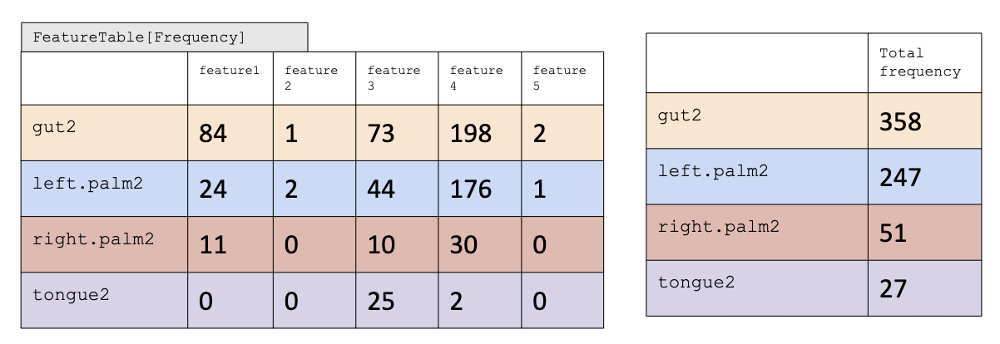 FeatureTable[Frequency]
feature1 feature 2 feature 3 feature 4 feature 5
gut2 84 1 73 198 2
left.palm2 24 2 44 176 1
right.palm2 11 0 10 30 0
tongue2 0 0 25 2 0
Total frequency
gut2 358
left.palm2 247
right.palm2 51
tongue2 27